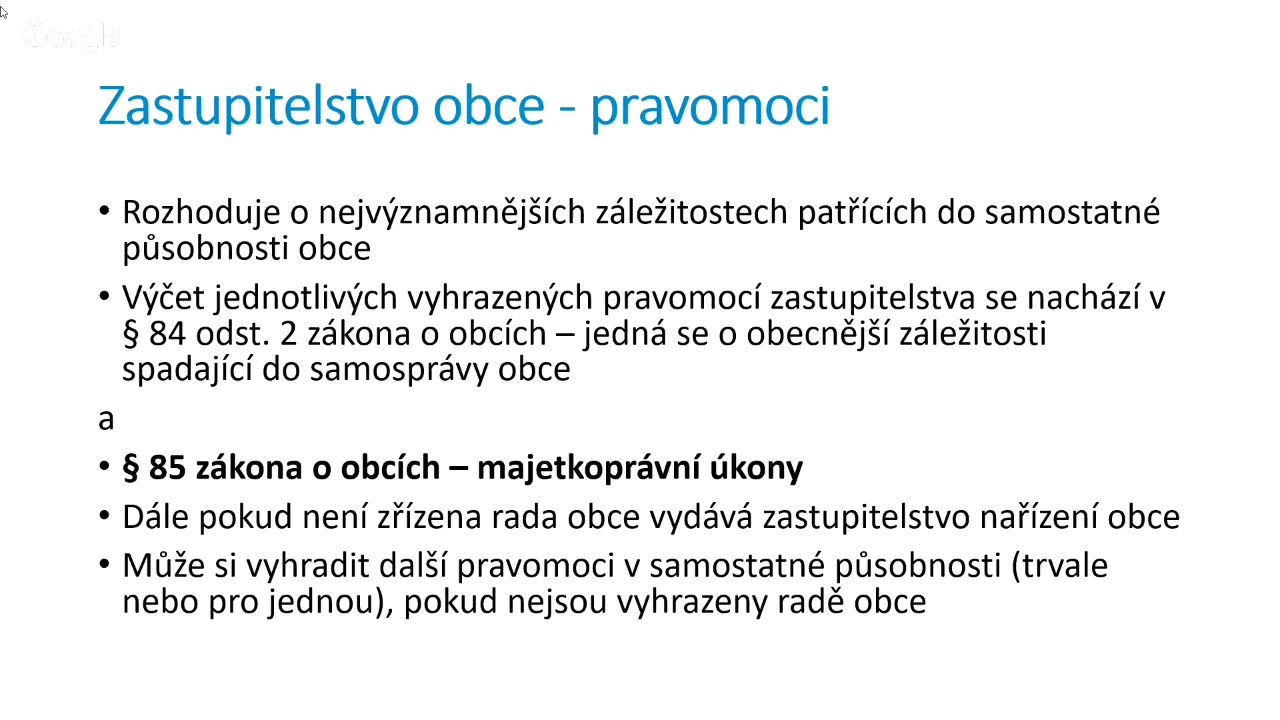 Google
Zastupitelstvo obce - pravomoci
• Rozhoduje o nejvýznamnějších záležitostech patřících do samostatné
působnosti obce
• Výčet jednotlivých vyhrazených pravomocí zastupitelstva se nachází v
§ 84 odst. 2 zákona o obcích – jedná se o obecnější záležitosti
spadající do samosprávy obce
a
• § 85 zákona o obcích – majetkoprávní úkony
• Dále pokud není zřízena rada obce vydává zastupitelstvo nařízení obce
• Může si vyhradit další pravomoci v samostatné působnosti (trvale
nebo pro jednou), pokud nejsou vyhrazeny radě obce